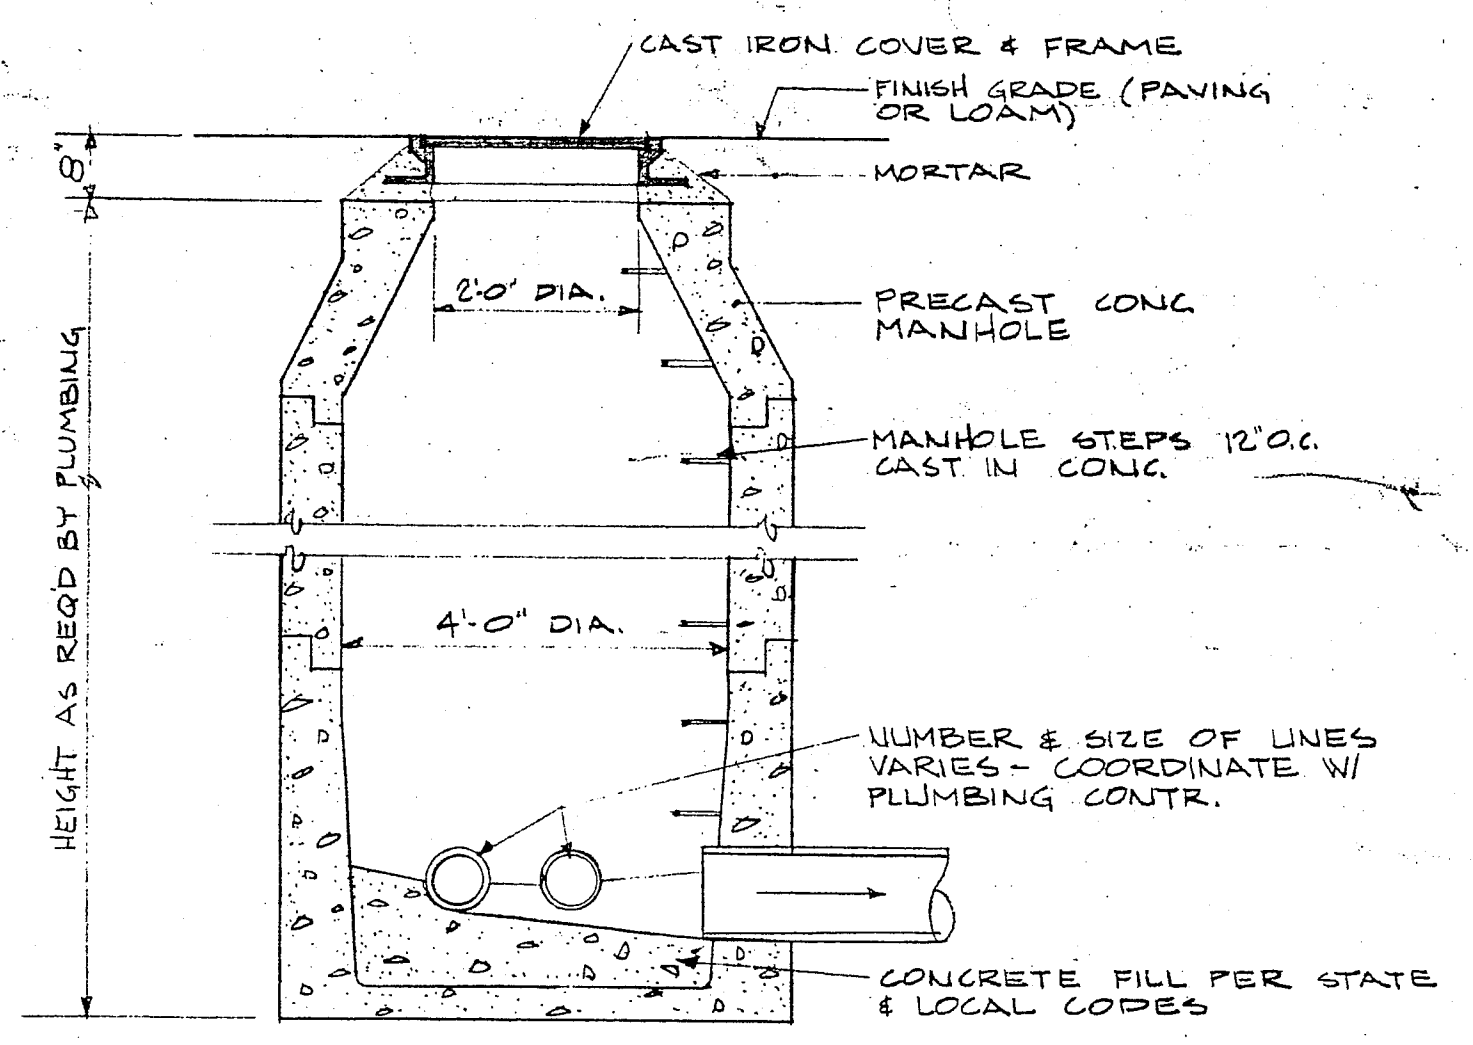 CAST IRON COVER & FRAME
FINISH GRADE (PAVING
OR LOAM)
8"
MORTAR
2'-0" DIA.
PRECAST CONC
MANHOLE
MANHOLE STEPS 12" O.C.
CAST IN CONC.
HEIGHT AS REQ'D BY PLUMBING
4'-0" DIA.
NUMBER & SIZE OF LINES
VARIES - COORDINATE W/
PLUMBING CONTR.
CONCRETE FILL PER STATE
& LOCAL CODES